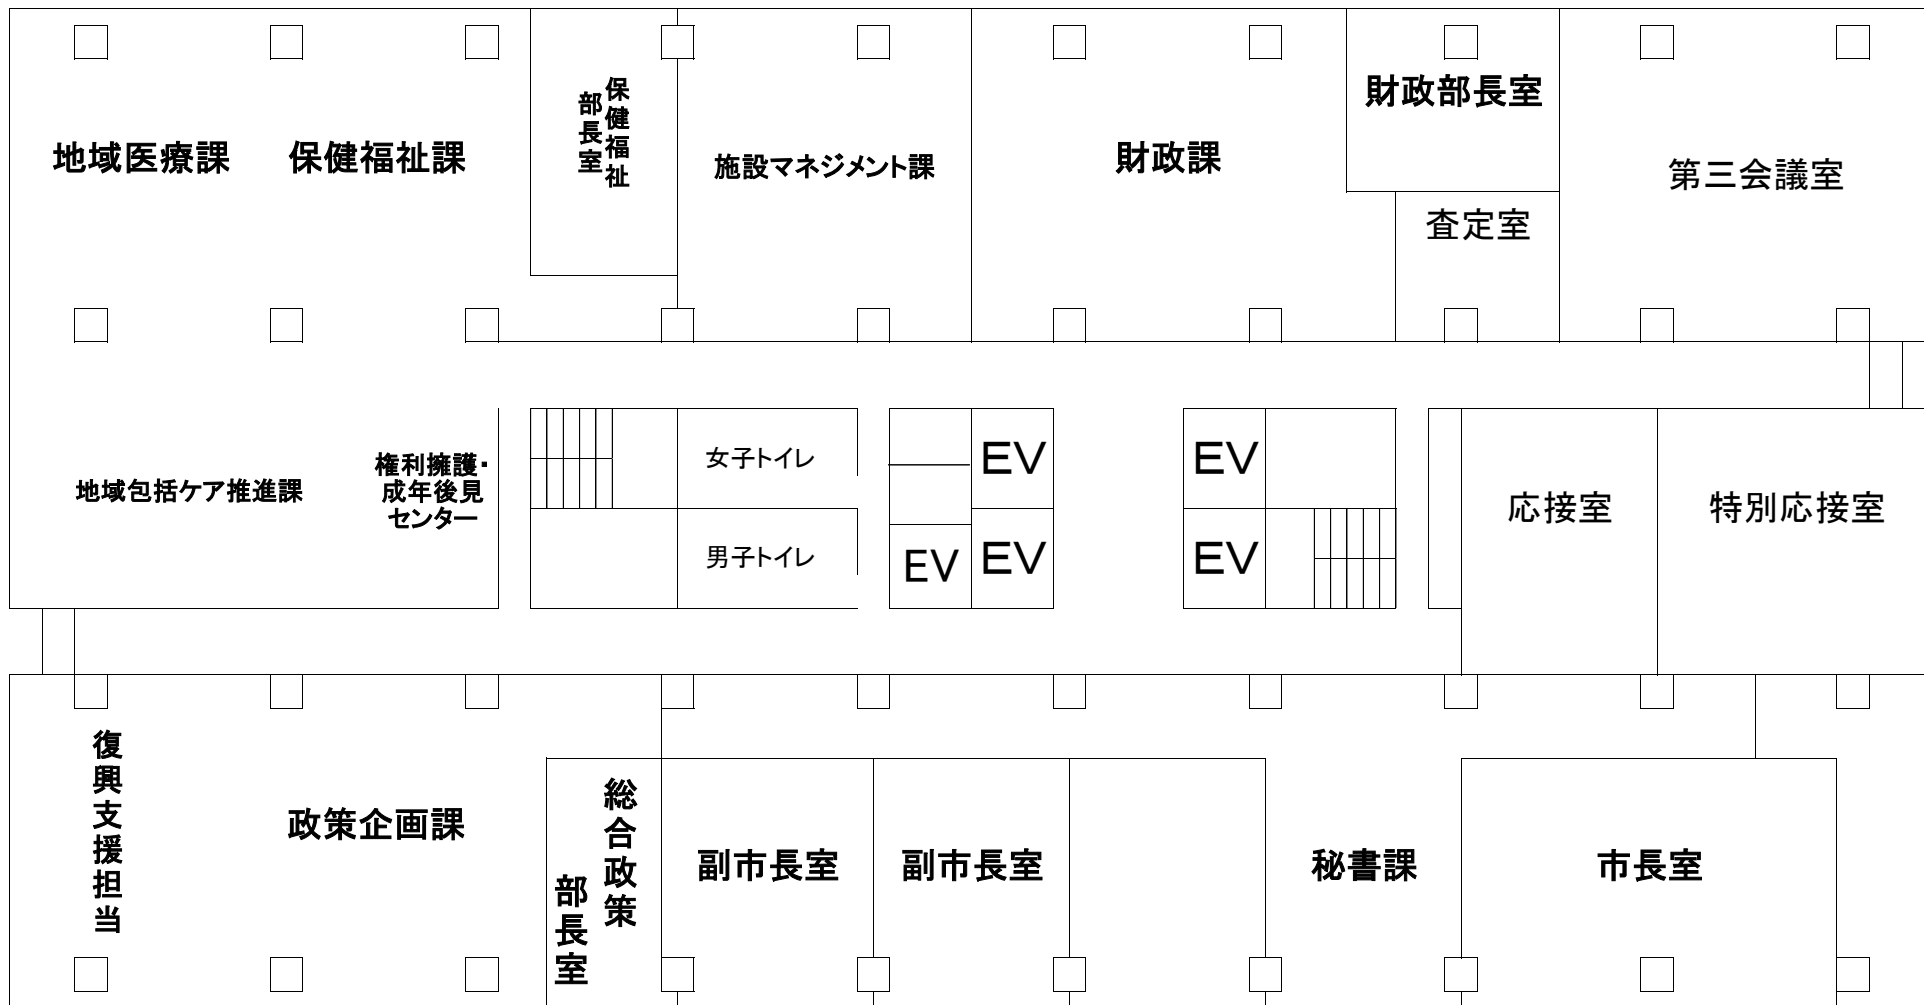 地域医療課
保健福祉課
保健福祉
部長室
施設マネジメント課
財政課
財政部長室
査定室
第三会議室
地域包括ケア推進課
権利擁護・
成年後見
センター
女子トイレ
男子トイレ
EV
EV
EV
EV
EV
応接室
特別応接室
復興支援担当
政策企画課
総合政策
部長室
副市長室
副市長室
秘書課
市長室